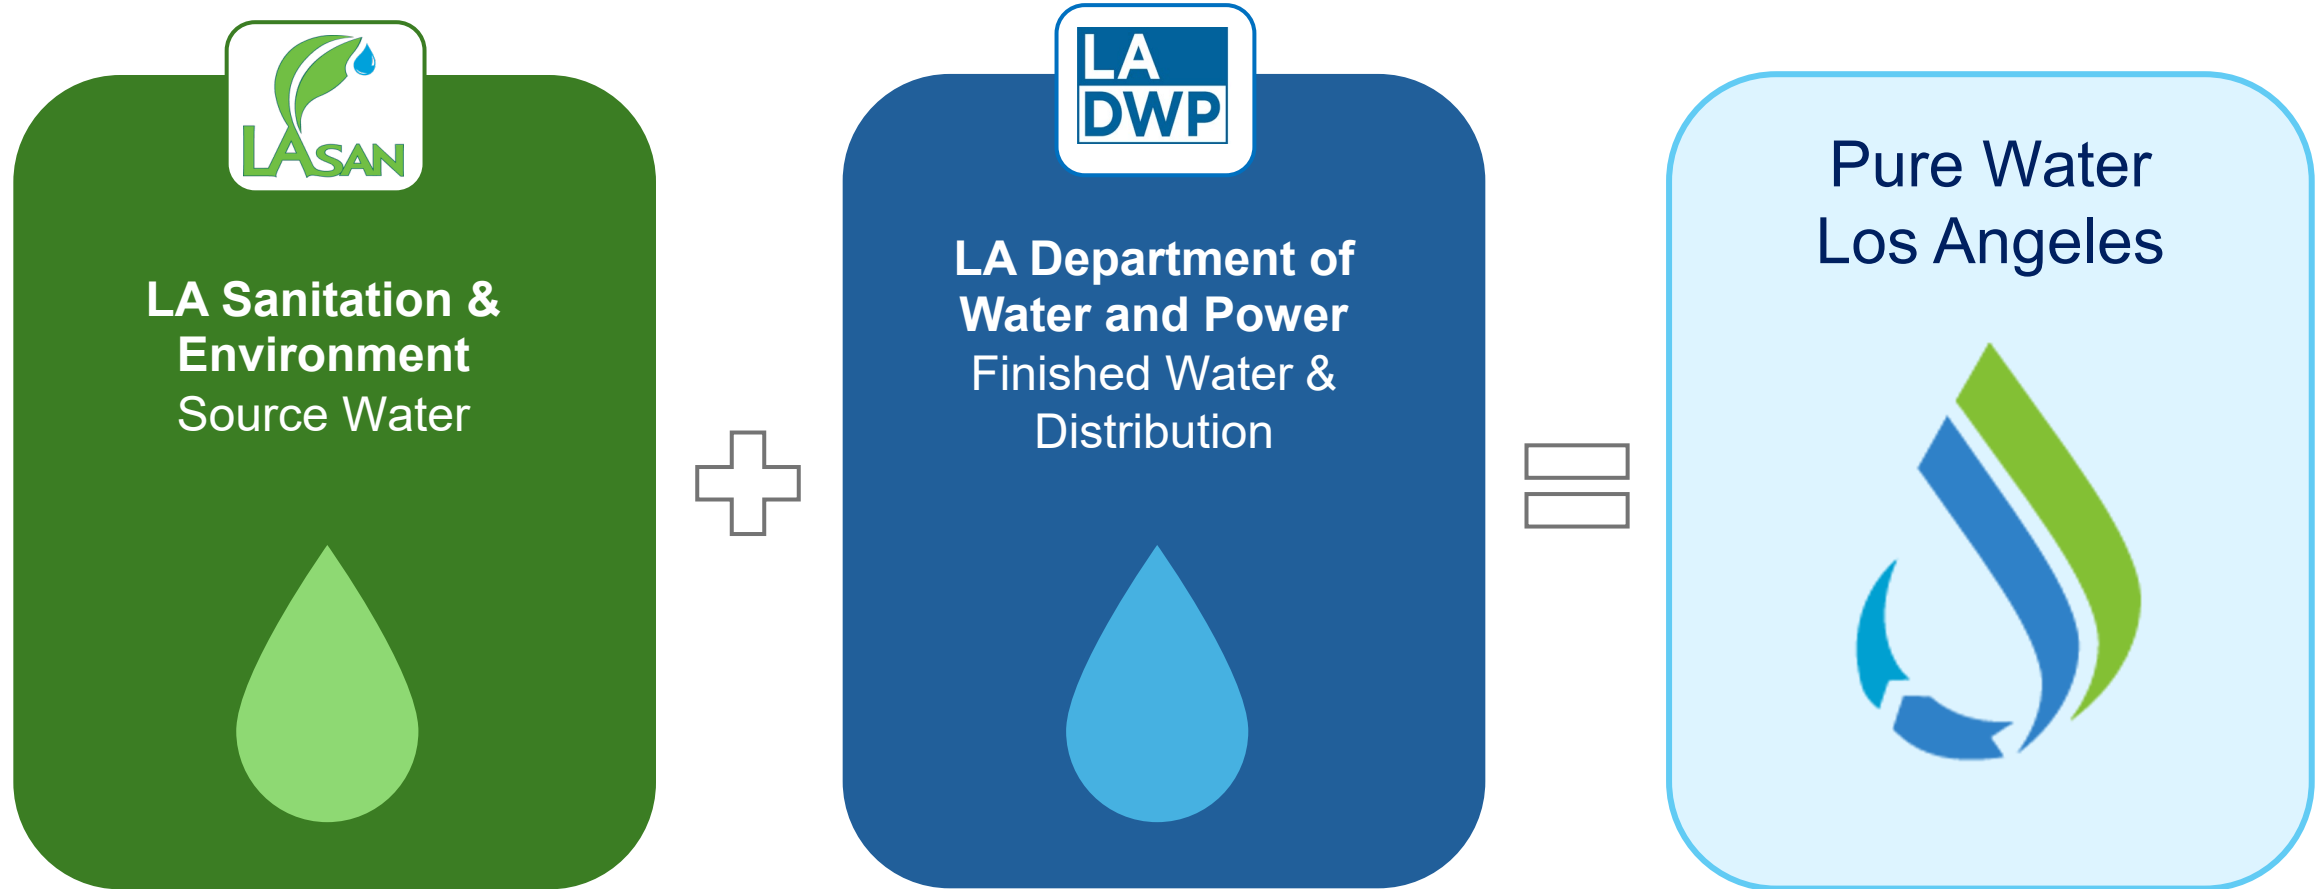 LASAN
LA Sanitation &
Environment
Source Water
LA
DWP
LA Department of
Water and Power
Finished Water &
Distribution
Pure Water
Los Angeles